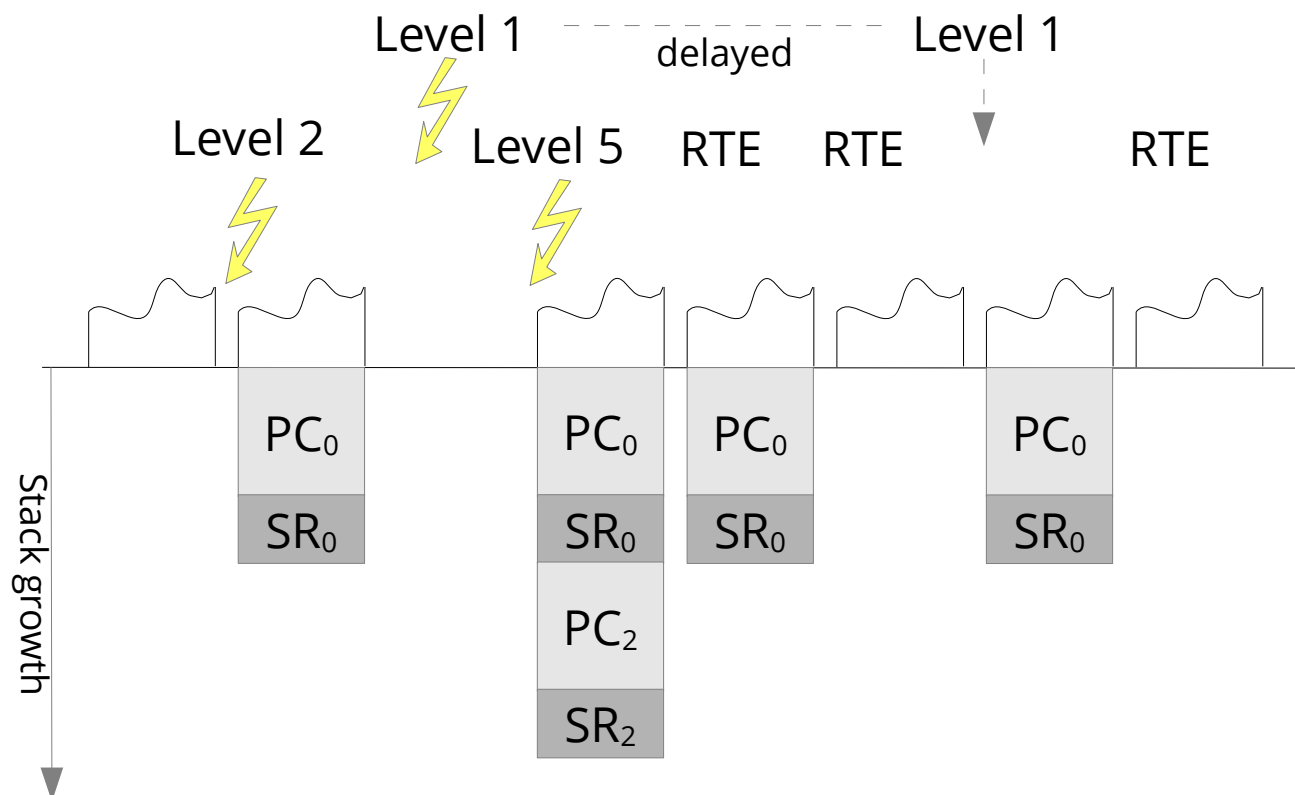 Level 1
delayed
Level 1
Level 2
Level 5
RTE
RTE
RTE
PC0
PC0
PC0
PC0
SR0
SR0
SR0
SR0
PC2
SR2
Stack growth